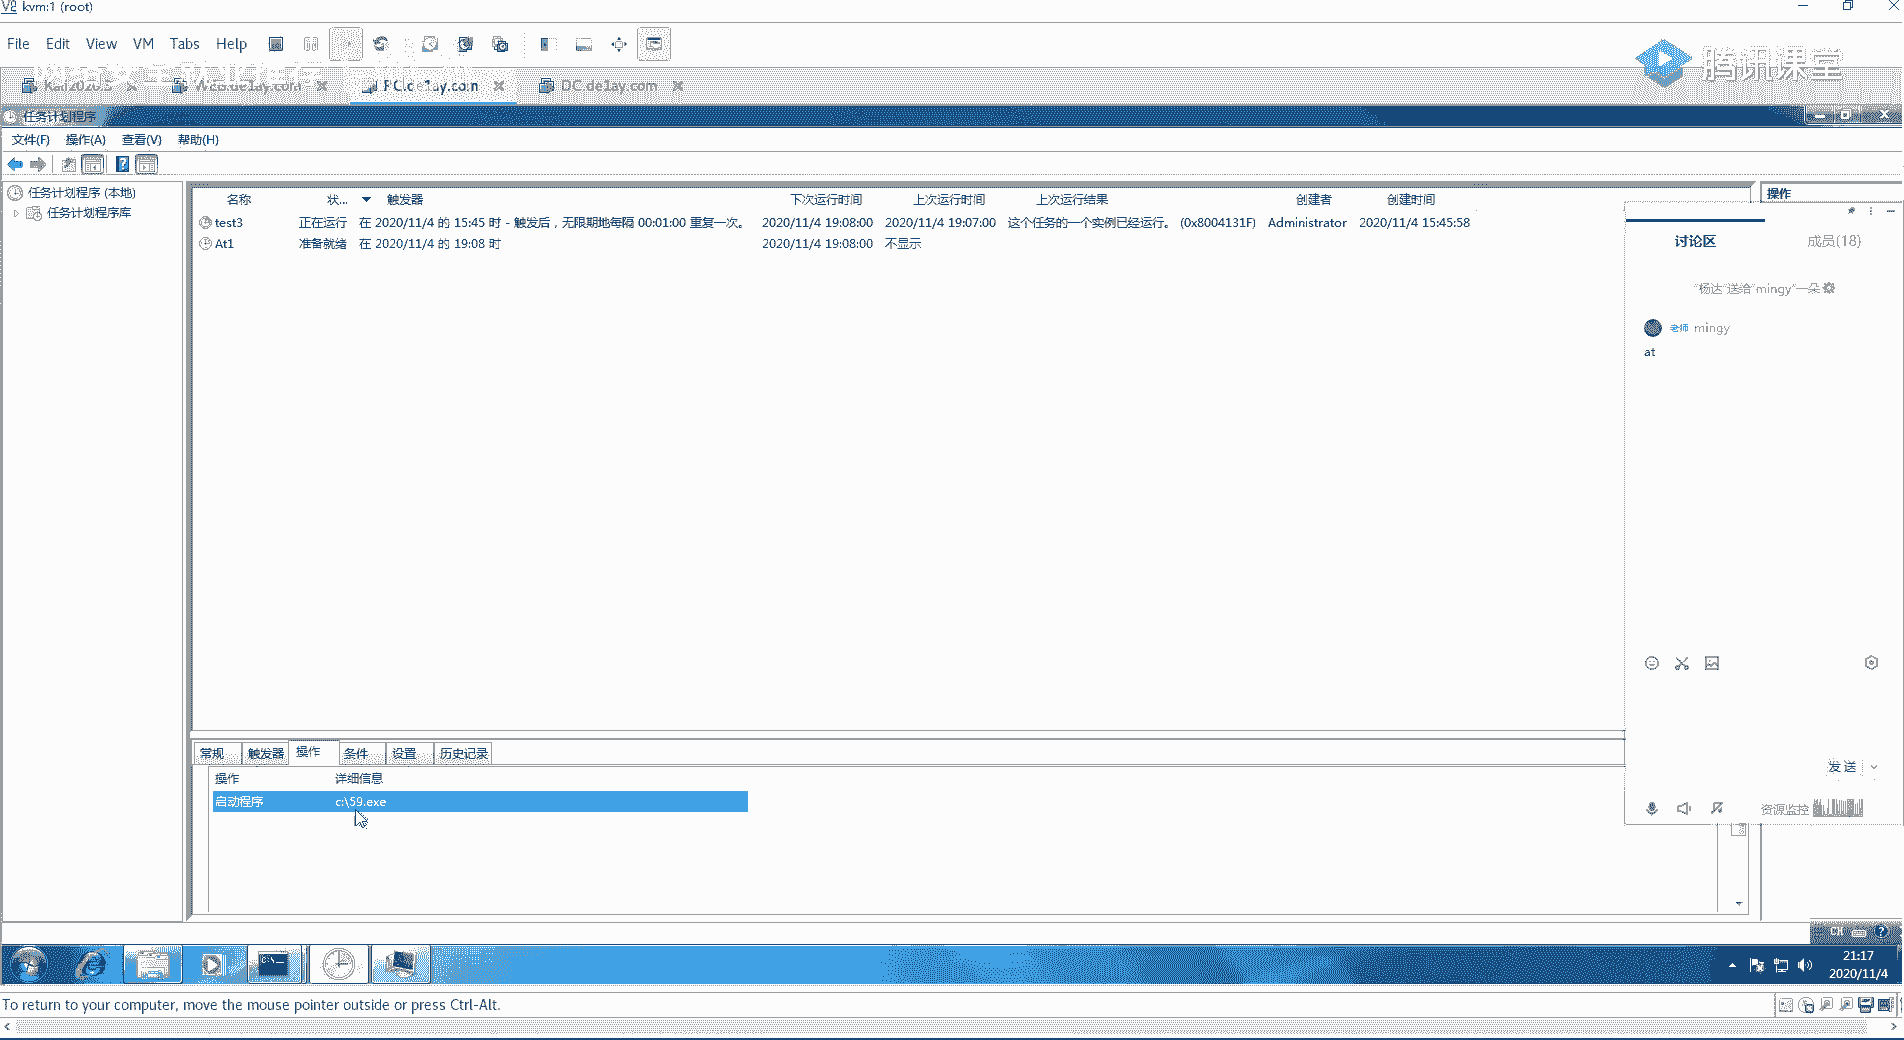 kvm:1 (root)
File Edit View VM Tabs Help
腾讯课堂
Kali2020.3 WEB.de1ay.com PC.de1ay.com DC.de1ay.com
任务计划程序
文件(F) 操作(A) 查看(V) 帮助(H)
任务计划程序 (本地)
任务计划程序库
名称 状... 触发器 下次运行时间 上次运行时间 上次运行结果 创建者 创建时间
test3 正在运行 在 2020/11/4 的 15:45 时 - 触发后，无限期地每隔 00:01:00 重复一次。 2020/11/4 19:08:00 2020/11/4 19:07:00 这个任务的一个实例已经运行。 (0x8004131F) Administrator 2020/11/4 15:45:58
At1 准备就绪 在 2020/11/4 的 19:08 时 2020/11/4 19:08:00 不显示
操作
讨论区 成员(18)
"杨达"送给"mingy"一朵
老师 mingy
at
发送
资源监控
常规 触发器 操作 条件 设置 历史记录
操作 详细信息
启动程序 c:\59.exe
CH
21:17
2020/11/4
To return to your computer, move the mouse pointer outside or press Ctrl-Alt.